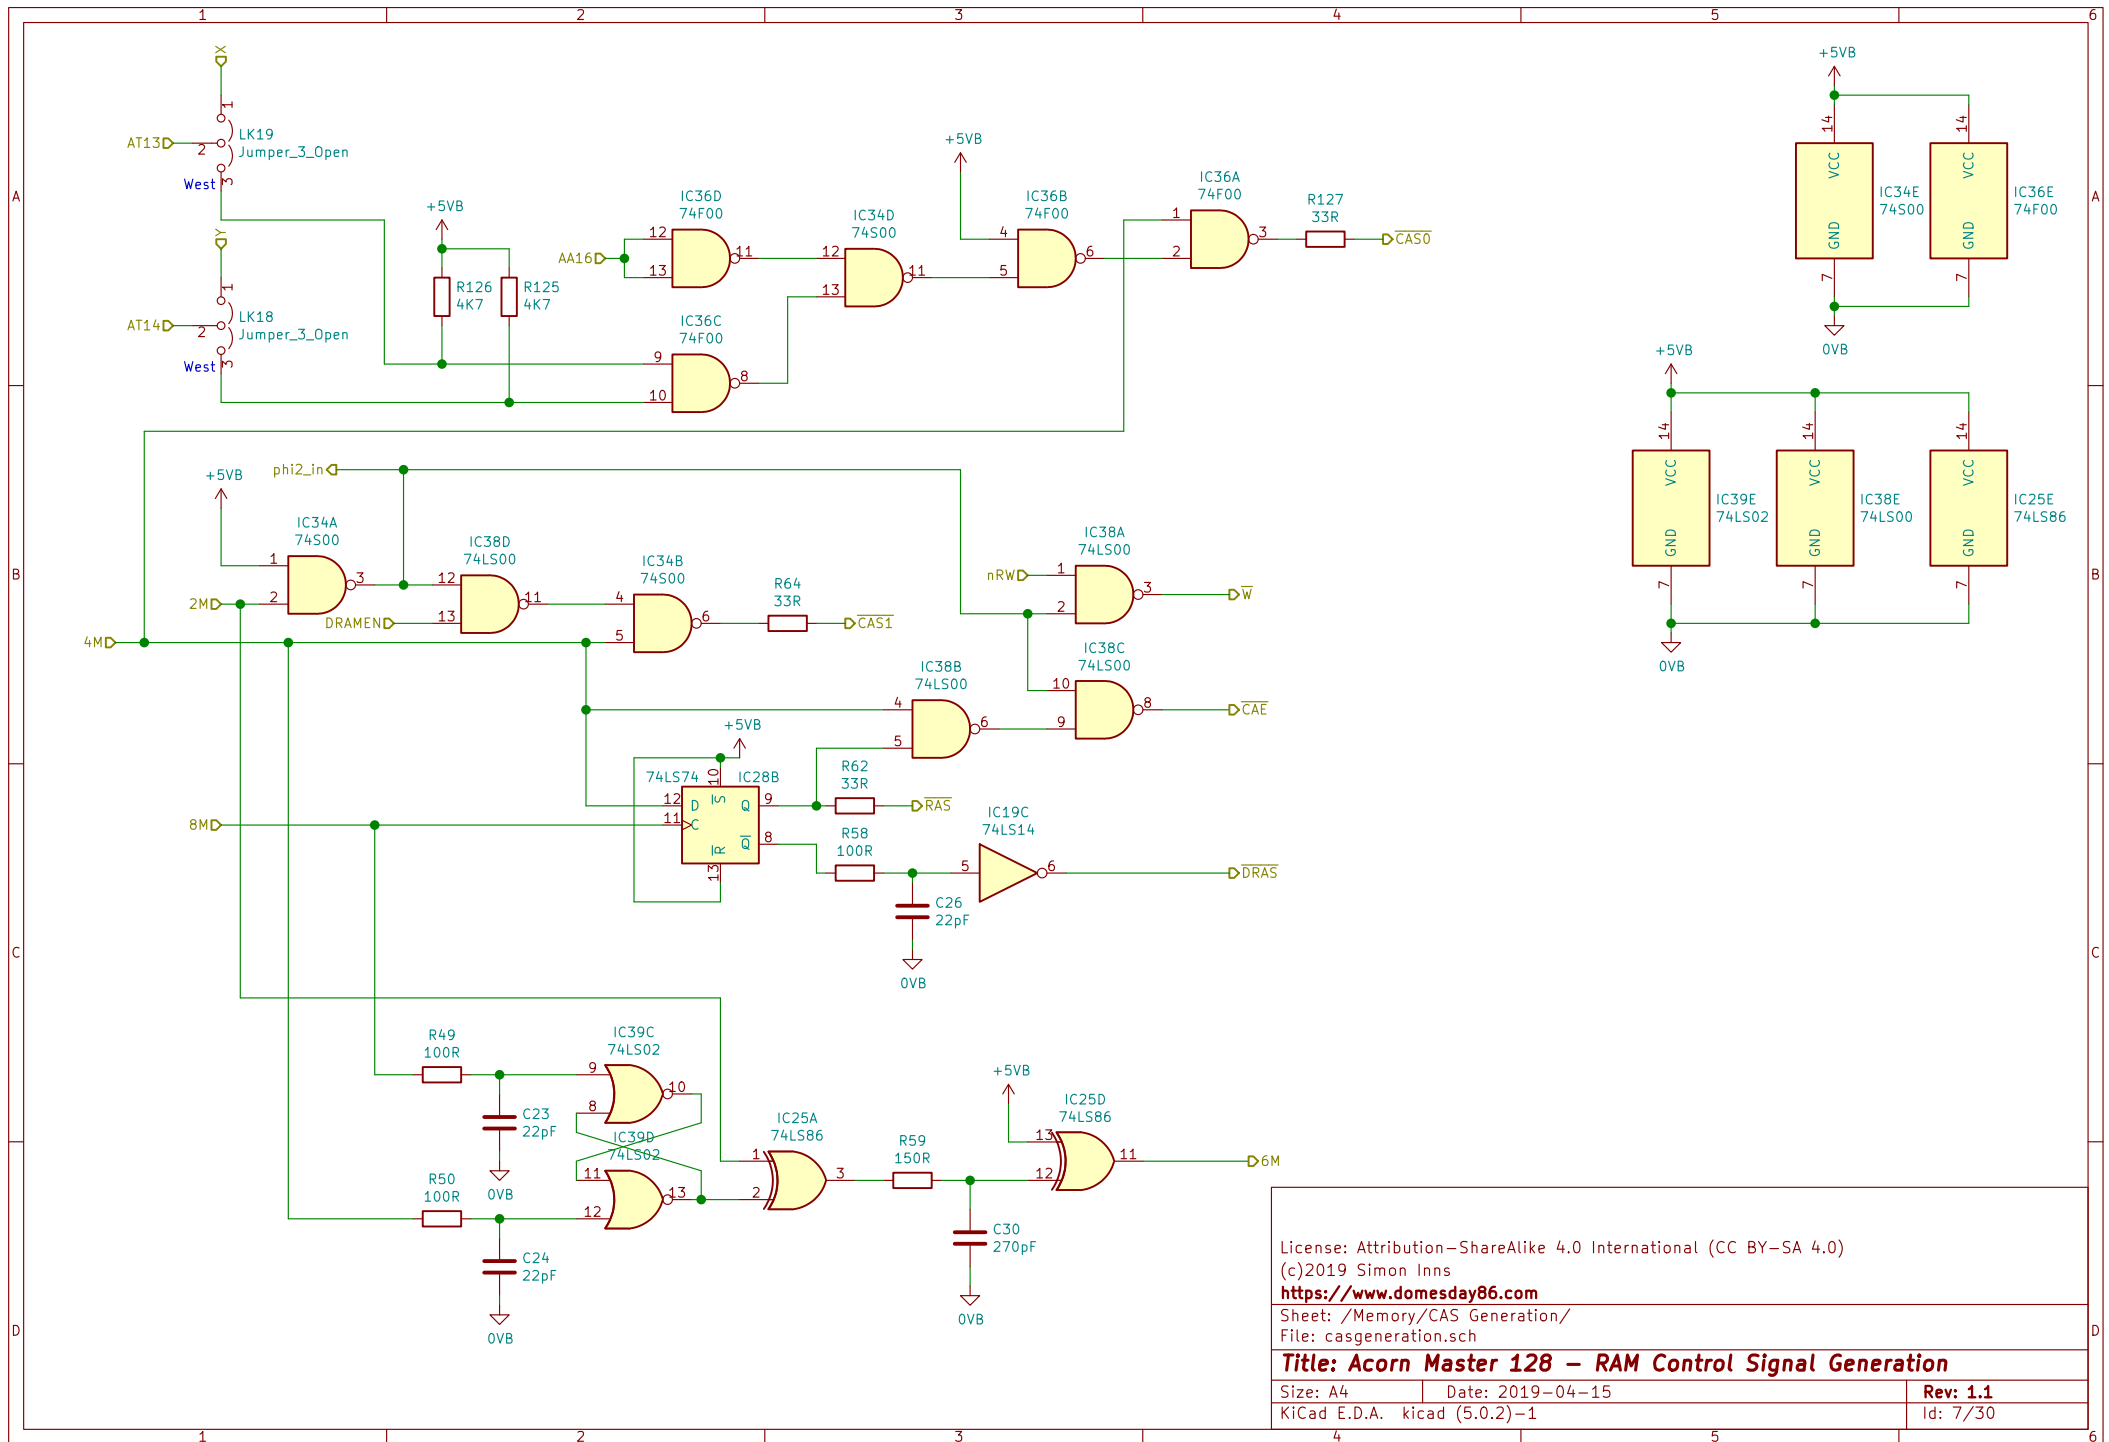 1 2 3 4 5 6
A A
B B
C C
D D
1 2 3 4 5 6
X
1
AT13
2
3
LK19
Jumper_3_Open
West
Y
1
AT14
2
3
LK18
Jumper_3_Open
West
+5VB
R126
4K7
R125
4K7
AA16
IC36D
74F00
12
13
11
IC36C
74F00
9
10
8
IC34D
74S00
12
13
11
+5VB
IC36B
74F00
4
5
6
IC36A
74F00
1
2
3
R127
33R
CAS0
+5VB
14
VCC
GND
7
IC34E
74S00
14
VCC
GND
7
IC36E
74F00
0VB
+5VB
14
VCC
GND
7
IC39E
74LS02
14
VCC
GND
7
IC38E
74LS00
14
VCC
GND
7
IC25E
74LS86
0VB
phi2_in
+5VB
IC34A
74S00
1
2
3
2M
4M
IC38D
74LS00
12
13
11
DRAMEN
IC34B
74S00
4
5
6
R64
33R
CAS1
IC38A
74LS00
nRW
1
2
3
W
IC38C
74LS00
10
9
8
CAE
IC38B
74LS00
4
5
6
+5VB
74LS74
IC28B
10
S
12
D
11
C
Q
9
Q
8
R
13
8M
R62
33R
RAS
R58
100R
C26
22pF
0VB
IC19C
74LS14
5
6
DRAS
R49
100R
C23
22pF
0VB
R50
100R
C24
22pF
0VB
IC39C
74LS02
9
8
10
IC39D
74LS02
11
12
13
IC25A
74LS86
1
2
3
R59
150R
C30
270pF
0VB
+5VB
IC25D
74LS86
13
12
11
6M
License: Attribution-ShareAlike 4.0 International (CC BY-SA 4.0)
(c)2019 Simon Inns
https://www.domesday86.com
Sheet: /Memory/CAS Generation/
File: casgeneration.sch
Title: Acorn Master 128 – RAM Control Signal Generation
Size: A4 Date: 2019-04-15 Rev: 1.1
KiCad E.D.A. kicad (5.0.2)-1 Id: 7/30